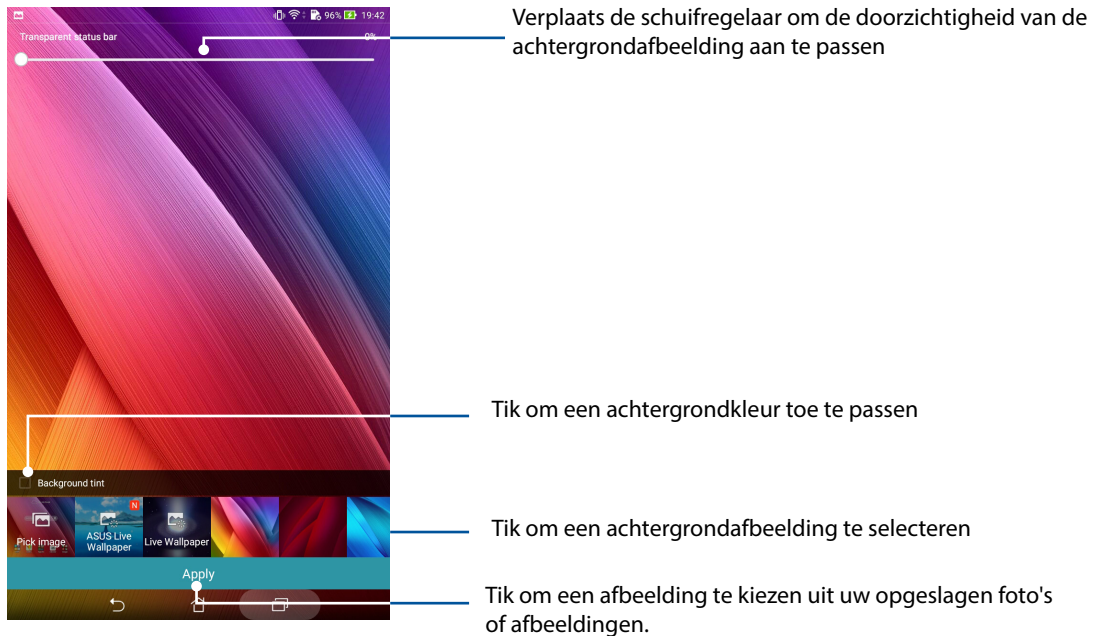 96% 19:42
Transparent status bar 0%
Verplaats de schuifregelaar om de doorzichtigheid van de
achtergrondafbeelding aan te passen
Tik om een achtergrondkleur toe te passen
Background tint
N
Pick image
ASUS Live
Wallpaper
Live Wallpaper
Tik om een achtergrondafbeelding te selecteren
Apply
Tik om een afbeelding te kiezen uit uw opgeslagen foto's
of afbeeldingen.